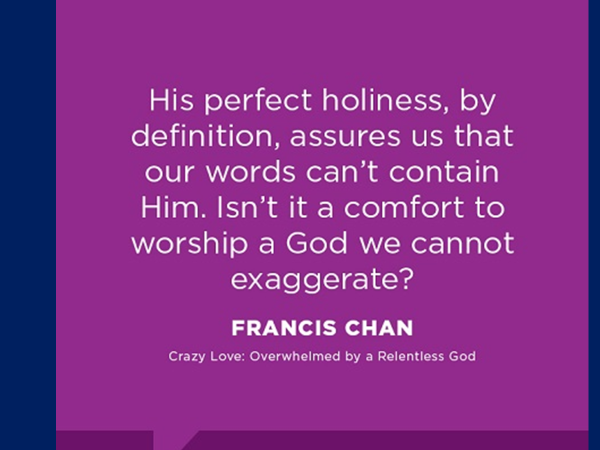 His perfect holiness, by
definition, assures us that
our words can’t contain
Him. Isn’t it a comfort to
worship a God we cannot
exaggerate?
FRANCIS CHAN
Crazy Love: Overwhelmed by a Relentless God